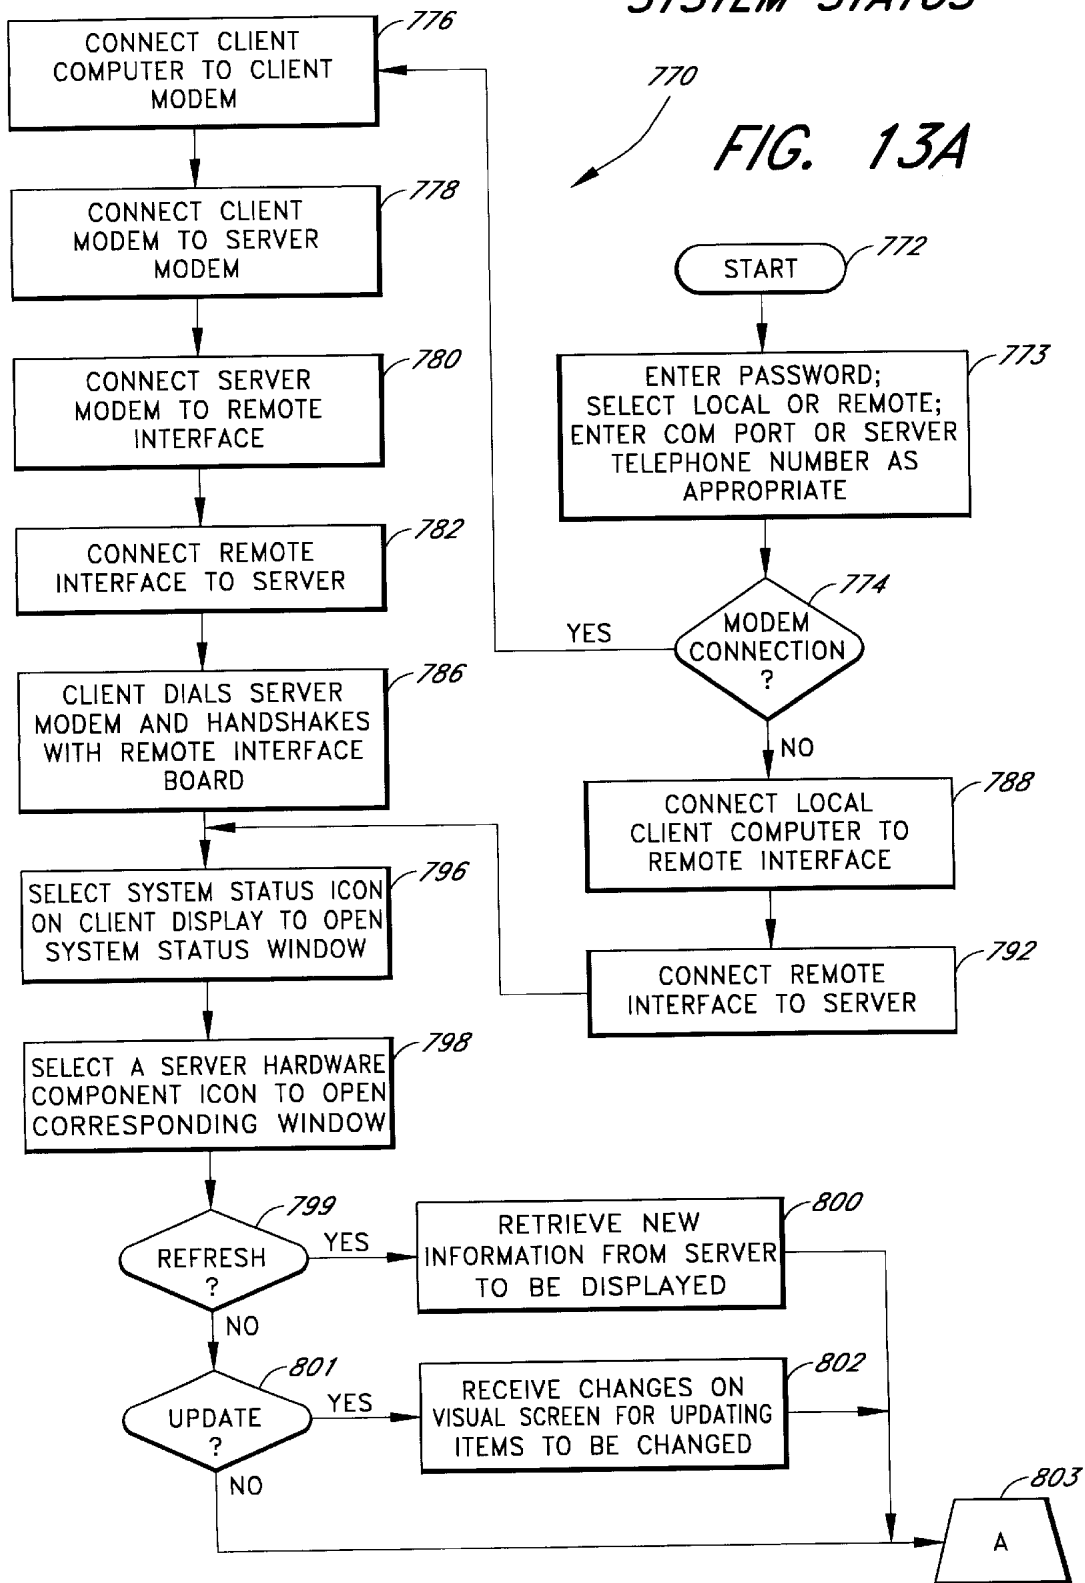 SYSTEM STATUS
776
CONNECT CLIENT
COMPUTER TO CLIENT
MODEM
770
FIG. 13A
778
CONNECT CLIENT
MODEM TO SERVER
MODEM
772
START
780
CONNECT SERVER
MODEM TO REMOTE
INTERFACE
773
ENTER PASSWORD;
SELECT LOCAL OR REMOTE;
ENTER COM PORT OR SERVER
TELEPHONE NUMBER AS
APPROPRIATE
782
CONNECT REMOTE
INTERFACE TO SERVER
774
MODEM
CONNECTION
?
YES
NO
786
CLIENT DIALS SERVER
MODEM AND HANDSHAKES
WITH REMOTE INTERFACE
BOARD
788
CONNECT LOCAL
CLIENT COMPUTER TO
REMOTE INTERFACE
796
SELECT SYSTEM STATUS ICON
ON CLIENT DISPLAY TO OPEN
SYSTEM STATUS WINDOW
792
CONNECT REMOTE
INTERFACE TO SERVER
798
SELECT A SERVER HARDWARE
COMPONENT ICON TO OPEN
CORRESPONDING WINDOW
799
REFRESH
?
YES
NO
800
RETRIEVE NEW
INFORMATION FROM SERVER
TO BE DISPLAYED
801
UPDATE
?
YES
NO
802
RECEIVE CHANGES ON
VISUAL SCREEN FOR UPDATING
ITEMS TO BE CHANGED
803
A